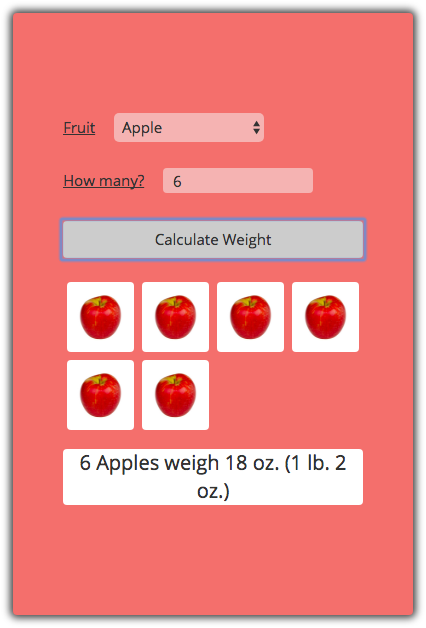 Fruit Apple
How many? 6
Calculate Weight
6 Apples weigh 18 oz. (1 lb. 2
oz.)